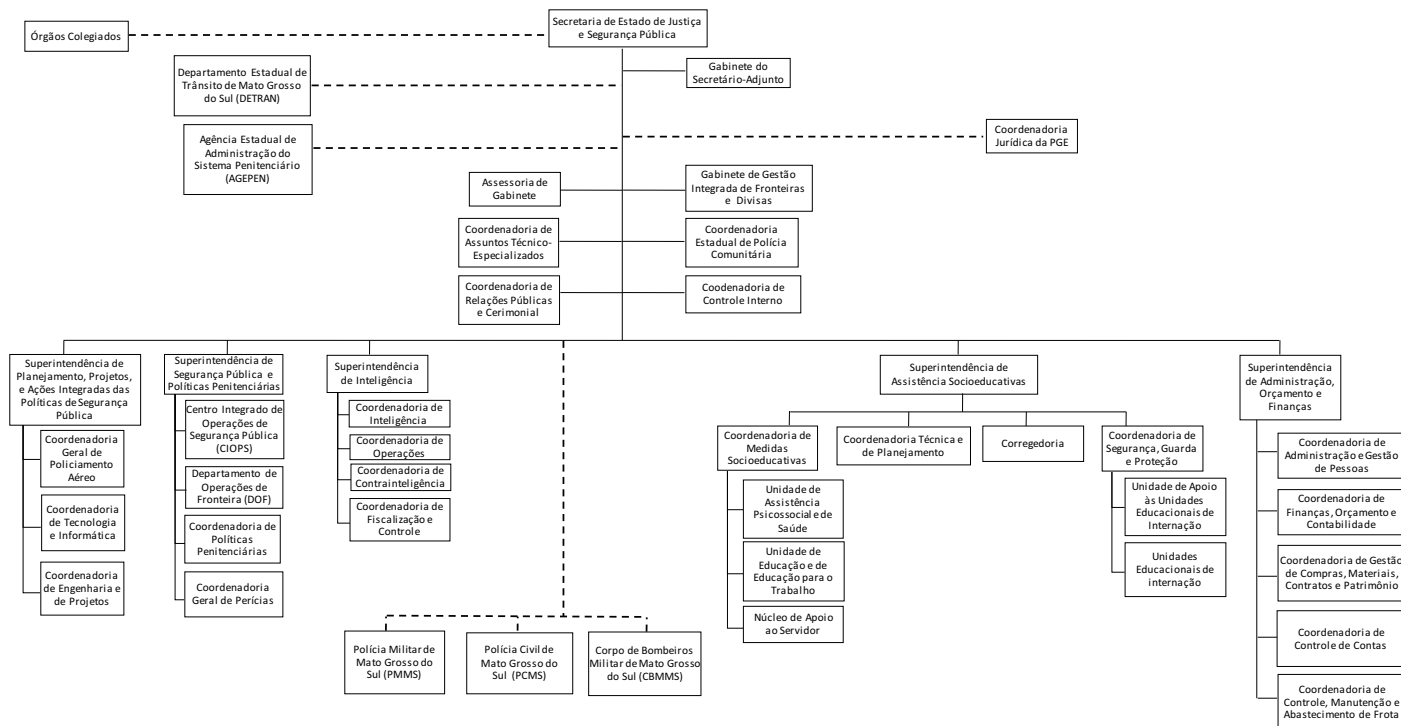 Secretaria de Estado de Justiça
e Segurança Pública
Órgãos Colegiados
Gabinete do
Secretário-Adjunto
Departamento Estadual de
Trânsito de Mato Grosso
do Sul (DETRAN)
Coordenadoria
Jurídica da PGE
Agência Estadual de
Administração do
Sistema Penitenciário
(AGEPEN)
Assessoria de
Gabinete
Gabinete de Gestão
Integrada de Fronteiras
e Divisas
Coordenadoria de
Assuntos Técnico-
Especializados
Coordenadoria
Estadual de Polícia
Comunitária
Coordenadoria de
Relações Públicas
e Cerimonial
Coodenadoria de
Controle Interno
Superintendência de
Planejamento, Projetos,
e Ações Integradas das
Políticas de Segurança
Pública
Coordenadoria
Geral de
Policiamento
Aéreo
Coordenadoria
de Tecnologia
e Informática
Coordenadoria
de Engenharia e
de Projetos
Superintendência de
Segurança Pública e
Políticas Penitenciárias
Centro Integrado de
Operações de
Segurança Pública
(CIOPS)
Departamento de
Operações de
Fronteira (DOF)
Coordenadoria de
Políticas
Penitenciárias
Coordenadoria
Geral de Perícias
Superintendência
de Inteligência
Coordenadoria de
Inteligência
Coordenadoria de
Operações
Coordenadoria de
Contrainteligência
Coordenadoria de
Fiscalização e
Controle
Polícia Militar de
Mato Grosso do
Sul (PMMS)
Polícia Civil de
Mato Grosso do
Sul (PCMS)
Corpo de Bombeiros
Militar de Mato Grosso
do Sul (CBMMS)
Superintendência de
Assistência Socioeducativas
Coordenadoria de
Medidas
Socioeducativas
Unidade de
Assistência
Psicossocial e de
Saúde
Unidade de
Educação e de
Educação para o
Trabalho
Núcleo de Apoio
ao Servidor
Coordenadoria Técnica e
de Planejamento
Corregedoria
Coordenadoria de
Segurança, Guarda
e Proteção
Unidade de Apoio
às Unidades
Educacionais de
Internação
Unidades
Educacionais de
internação
Superintendência
de Administração,
Orçamento e
Finanças
Coordenadoria de
Administração e Gestão
de Pessoas
Coordenadoria de
Finanças, Orçamento e
Contabilidade
Coordenadoria de Gestão
de Compras, Materiais,
Contratos e Patrimônio
Coordenadoria de
Controle de Contas
Coordenadoria de
Controle, Manutenção e
Abastecimento de Frota